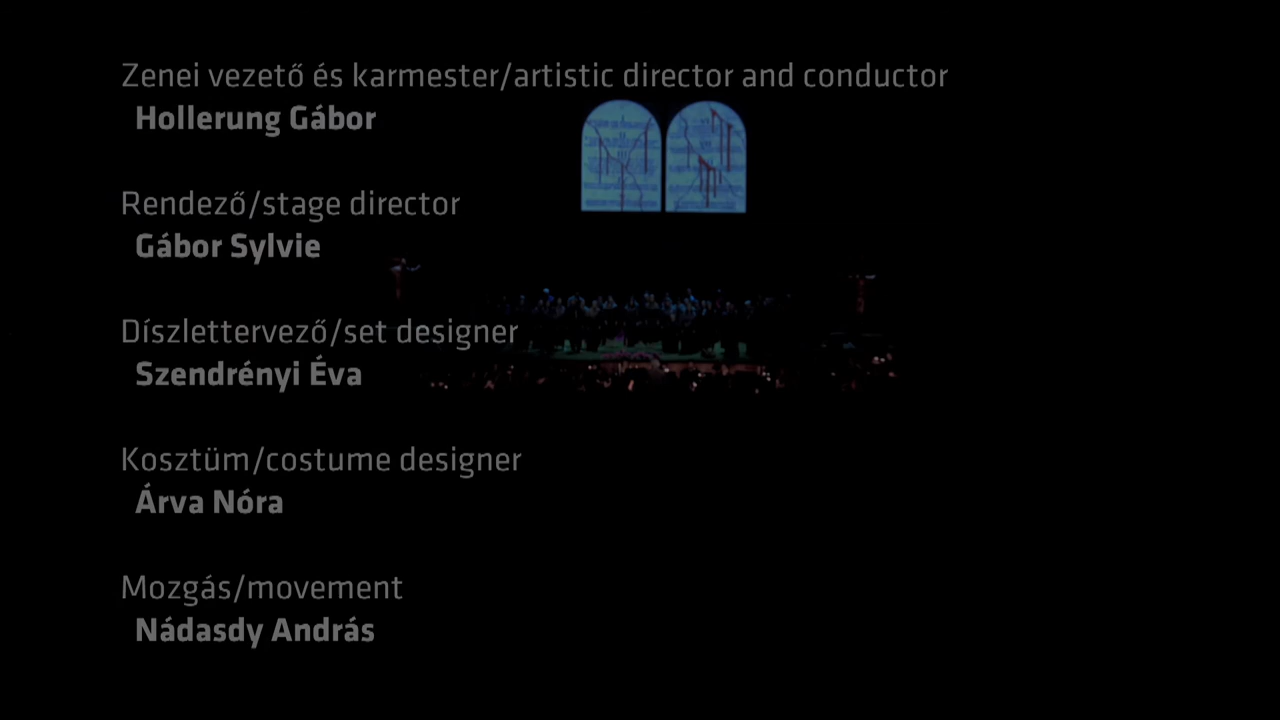 Zenei vezető és karmester/artistic director and conductor
Hollerung Gábor
Rendező/stage director
Gábor Sylvie
Díszlettervező/set designer
Szendrényi Éva
Kosztüm/costume designer
Árva Nóra
Mozgás/movement
Nádasdy András